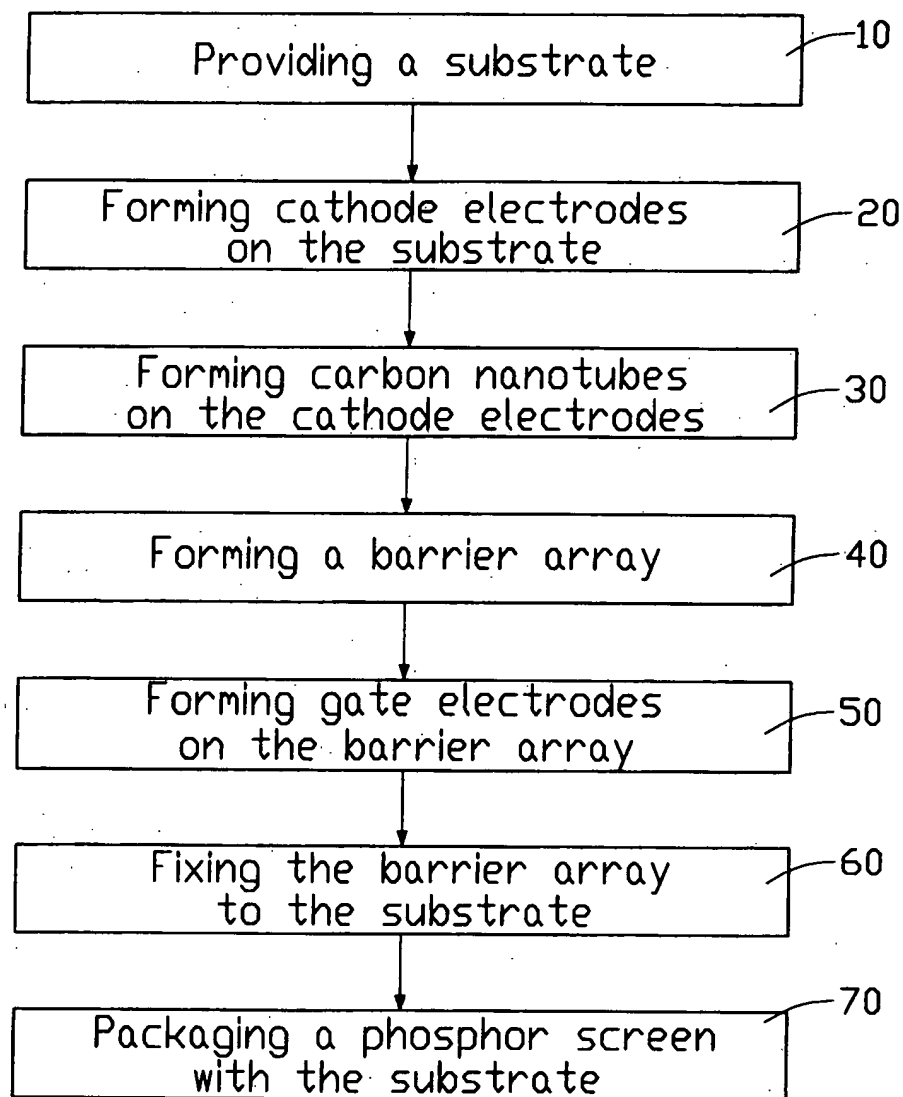 Providing a substrate
10
Forming cathode electrodes
on the substrate
20
Forming carbon nanotubes
on the cathode electrodes
30
Forming a barrier array
40
Forming gate electrodes
on the barrier array
50
Fixing the barrier array
to the substrate
60
Packaging a phosphor screen
with the substrate
70